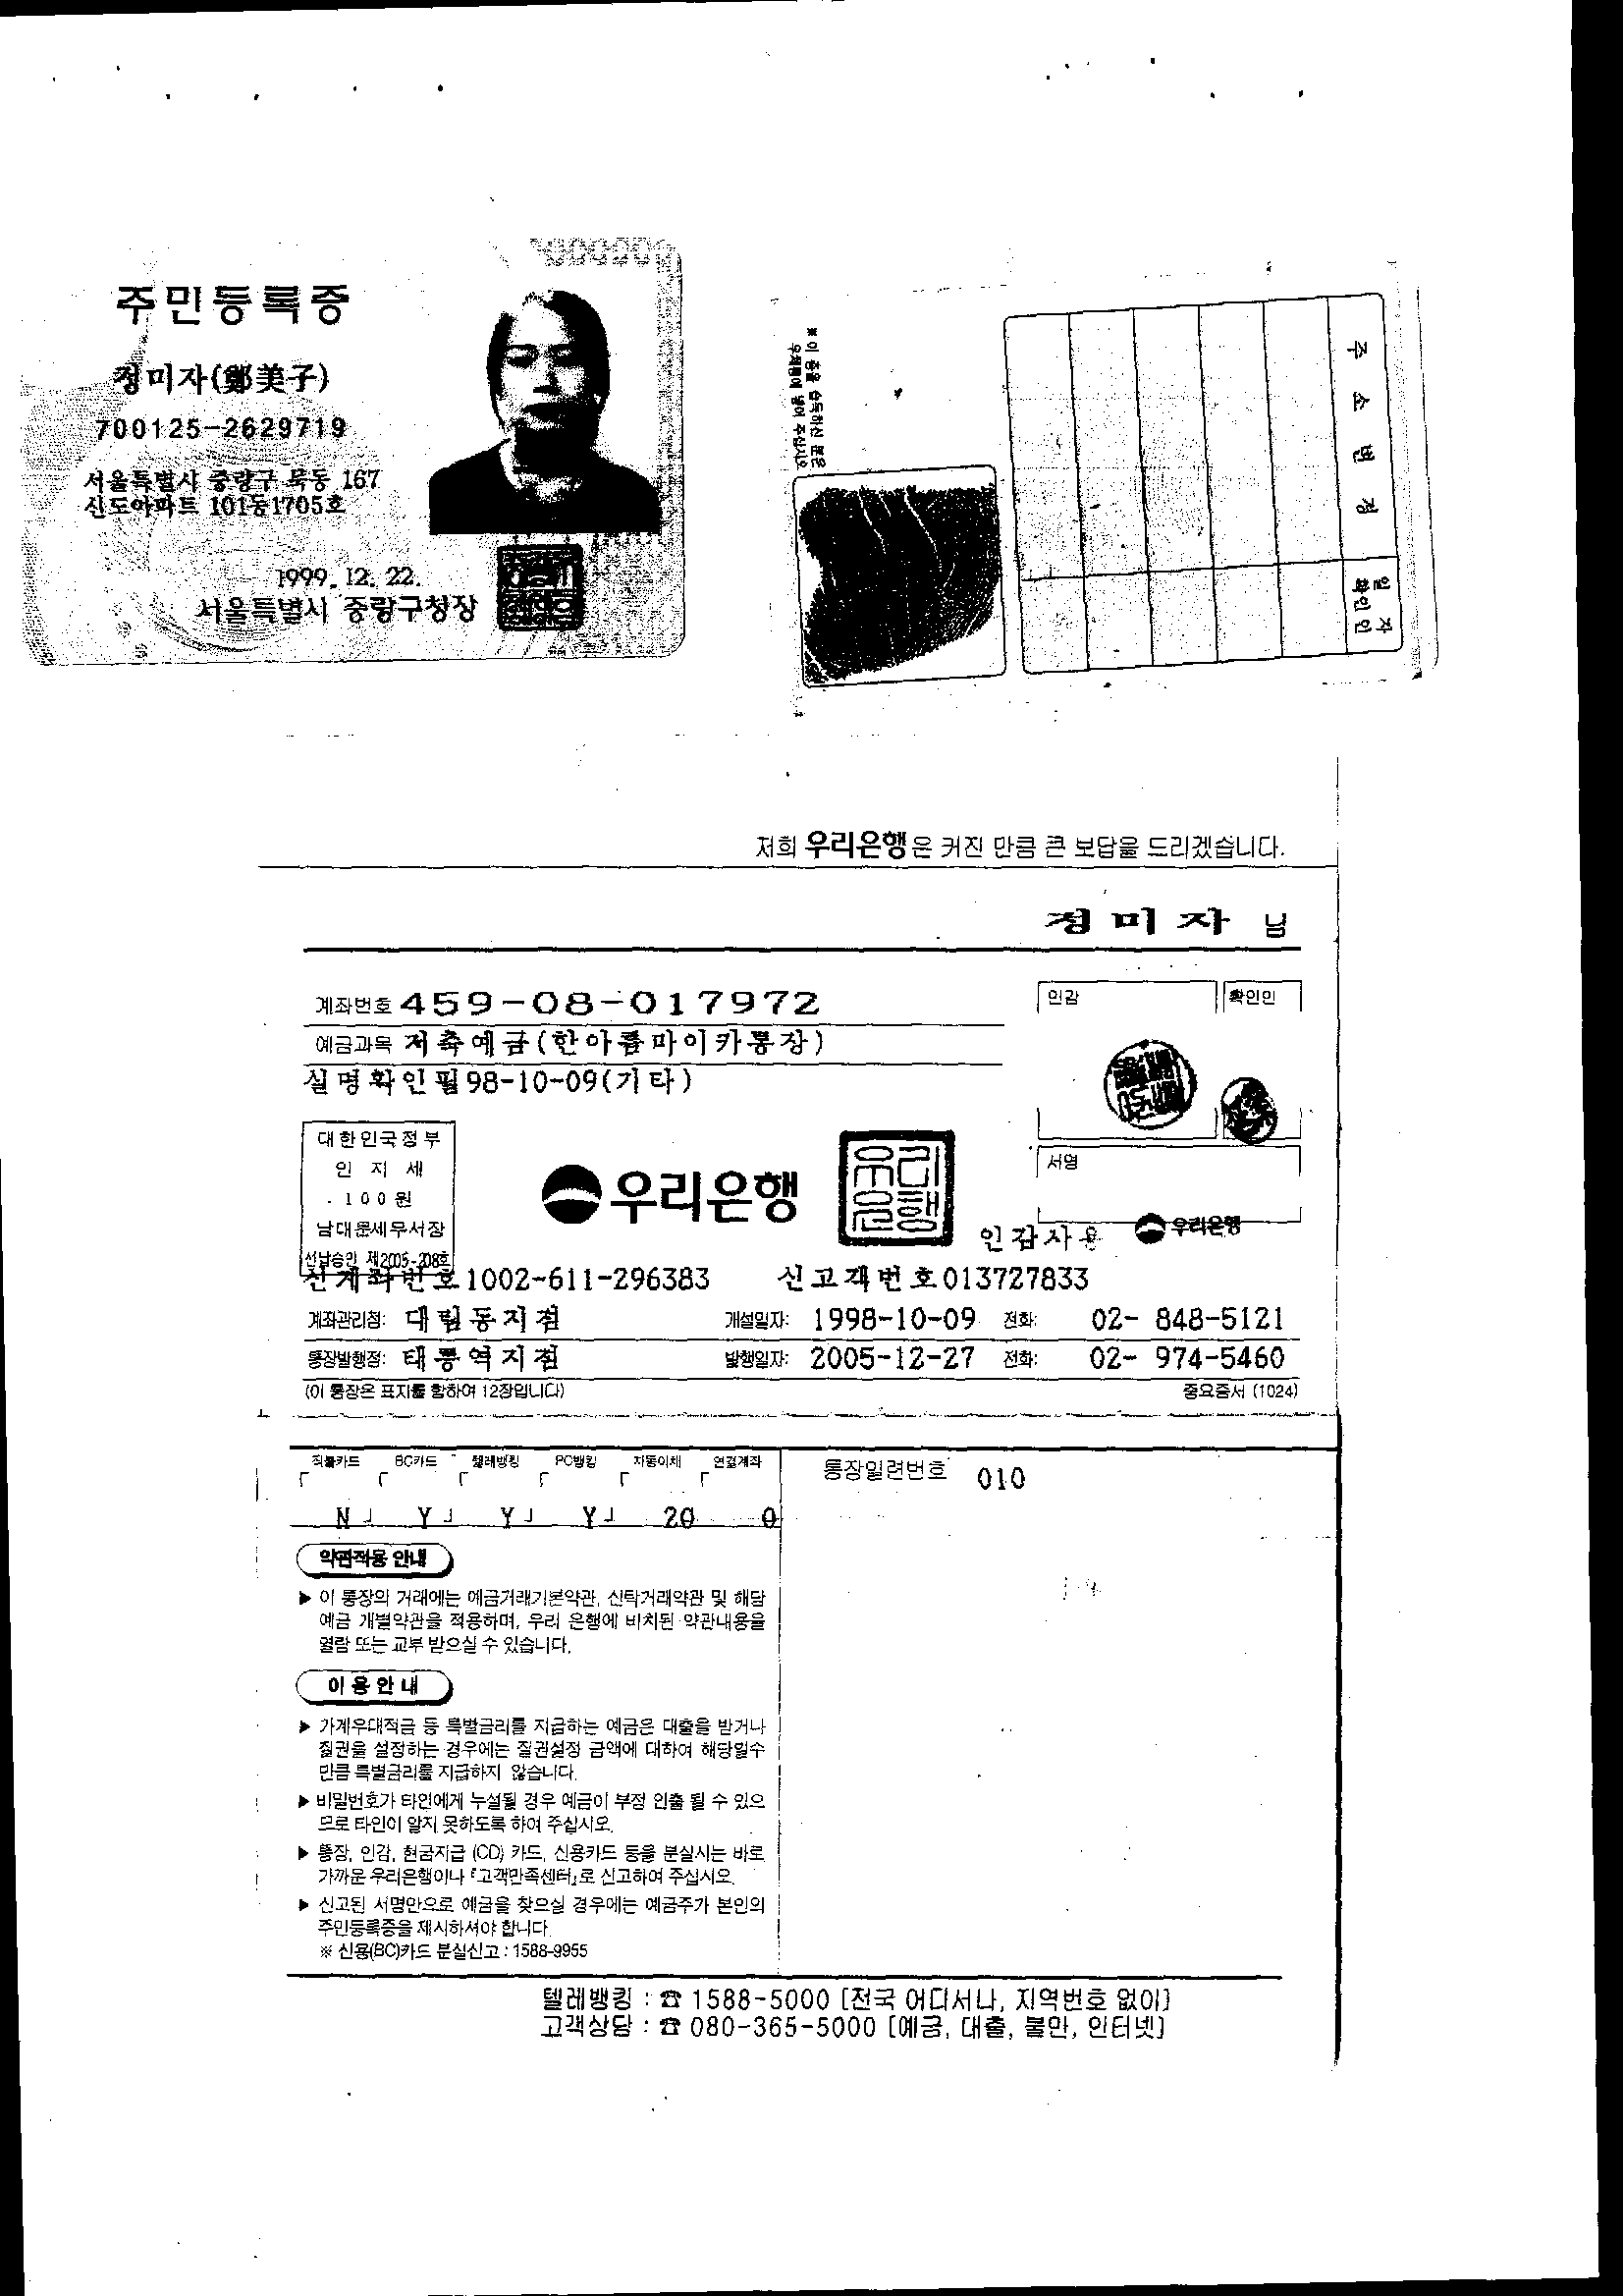 주민등록증
정미자(鄭美子)
700125-2629719
서울특별시 중랑구 묵동 167
신도아파트 101동1705호
1999. 12. 22.
서울특별시 중랑구청장
※ 이 증을 습득하신 분은
우체통에 넣어 주십시오
주 소 변 경
일 자
확인인
저희 우리은행은 커진 만큼 큰 보답을 드리겠습니다.
정 미 자 님
계좌번호 459-08-017972
예금과목 저축예금(한아름마이카통장)
실명확인필98-10-09(기타)
인감
확인인
대한인국정부
인 지 세
100원
남대문세무서장
선납승인 제2005-208호
우리은행
우리은행
서명
인감사용
우리은행
신계좌번호1002-611-296383 신고객번호013727833
계좌관리점: 대림동지점 개설일자: 1998-10-09 전화: 02- 848-5121
통장발행점: 태릉역지점 발행일자: 2005-12-27 전화: 02- 974-5460
(이 통장은 표지를 합하여 12장입니다) 중요증서 (1024)
직불카드 BC카드 텔레뱅킹 PC뱅킹 자동이체 연결계좌
N Y Y Y 20 0
통장일련번호 010
약관적용 안내
▶ 이 통장의 거래에는 예금거래기본약관, 신탁거래약관 및 해당
예금 개별약관을 적용하며, 우리 은행에 비치된 약관내용을
열람 또는 교부 받으실 수 있습니다.
이 용 안 내
▶ 가계우대적금 등 특별금리를 지급하는 예금은 대출을 받거나
질권을 설정하는 경우에는 질권설정 금액에 대하여 해당일수
만큼 특별금리를 지급하지 않습니다.
▶ 비밀번호가 타인에게 누설될 경우 예금이 부정 인출 될 수 있으
므로 타인이 알지 못하도록 하여 주십시오.
▶ 통장, 인감, 현금지급 (CD) 카드, 신용카드 등을 분실시는 바로
가까운 우리은행이나 「고객만족센터」로 신고하여 주십시오.
▶ 신고된 서명만으로 예금을 찾으실 경우에는 예금주가 본인의
주민등록증을 제시하셔야 합니다.
※ 신용(BC)카드 분실신고 : 1588-9955
텔레뱅킹 : ☎ 1588-5000 [전국 어디서나, 지역번호 없이]
고객상담 : ☎ 080-365-5000 [예금, 대출, 불만, 인터넷]